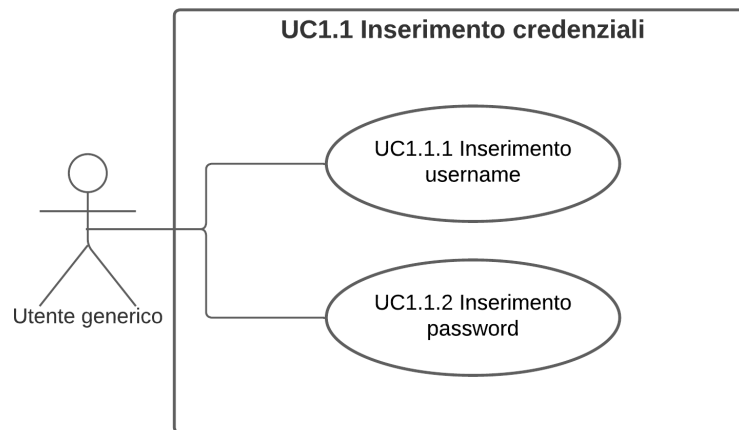 UC1.1 Inserimento credenziali
UC1.1.1 Inserimento
username
UC1.1.2 Inserimento
password
Utente generico